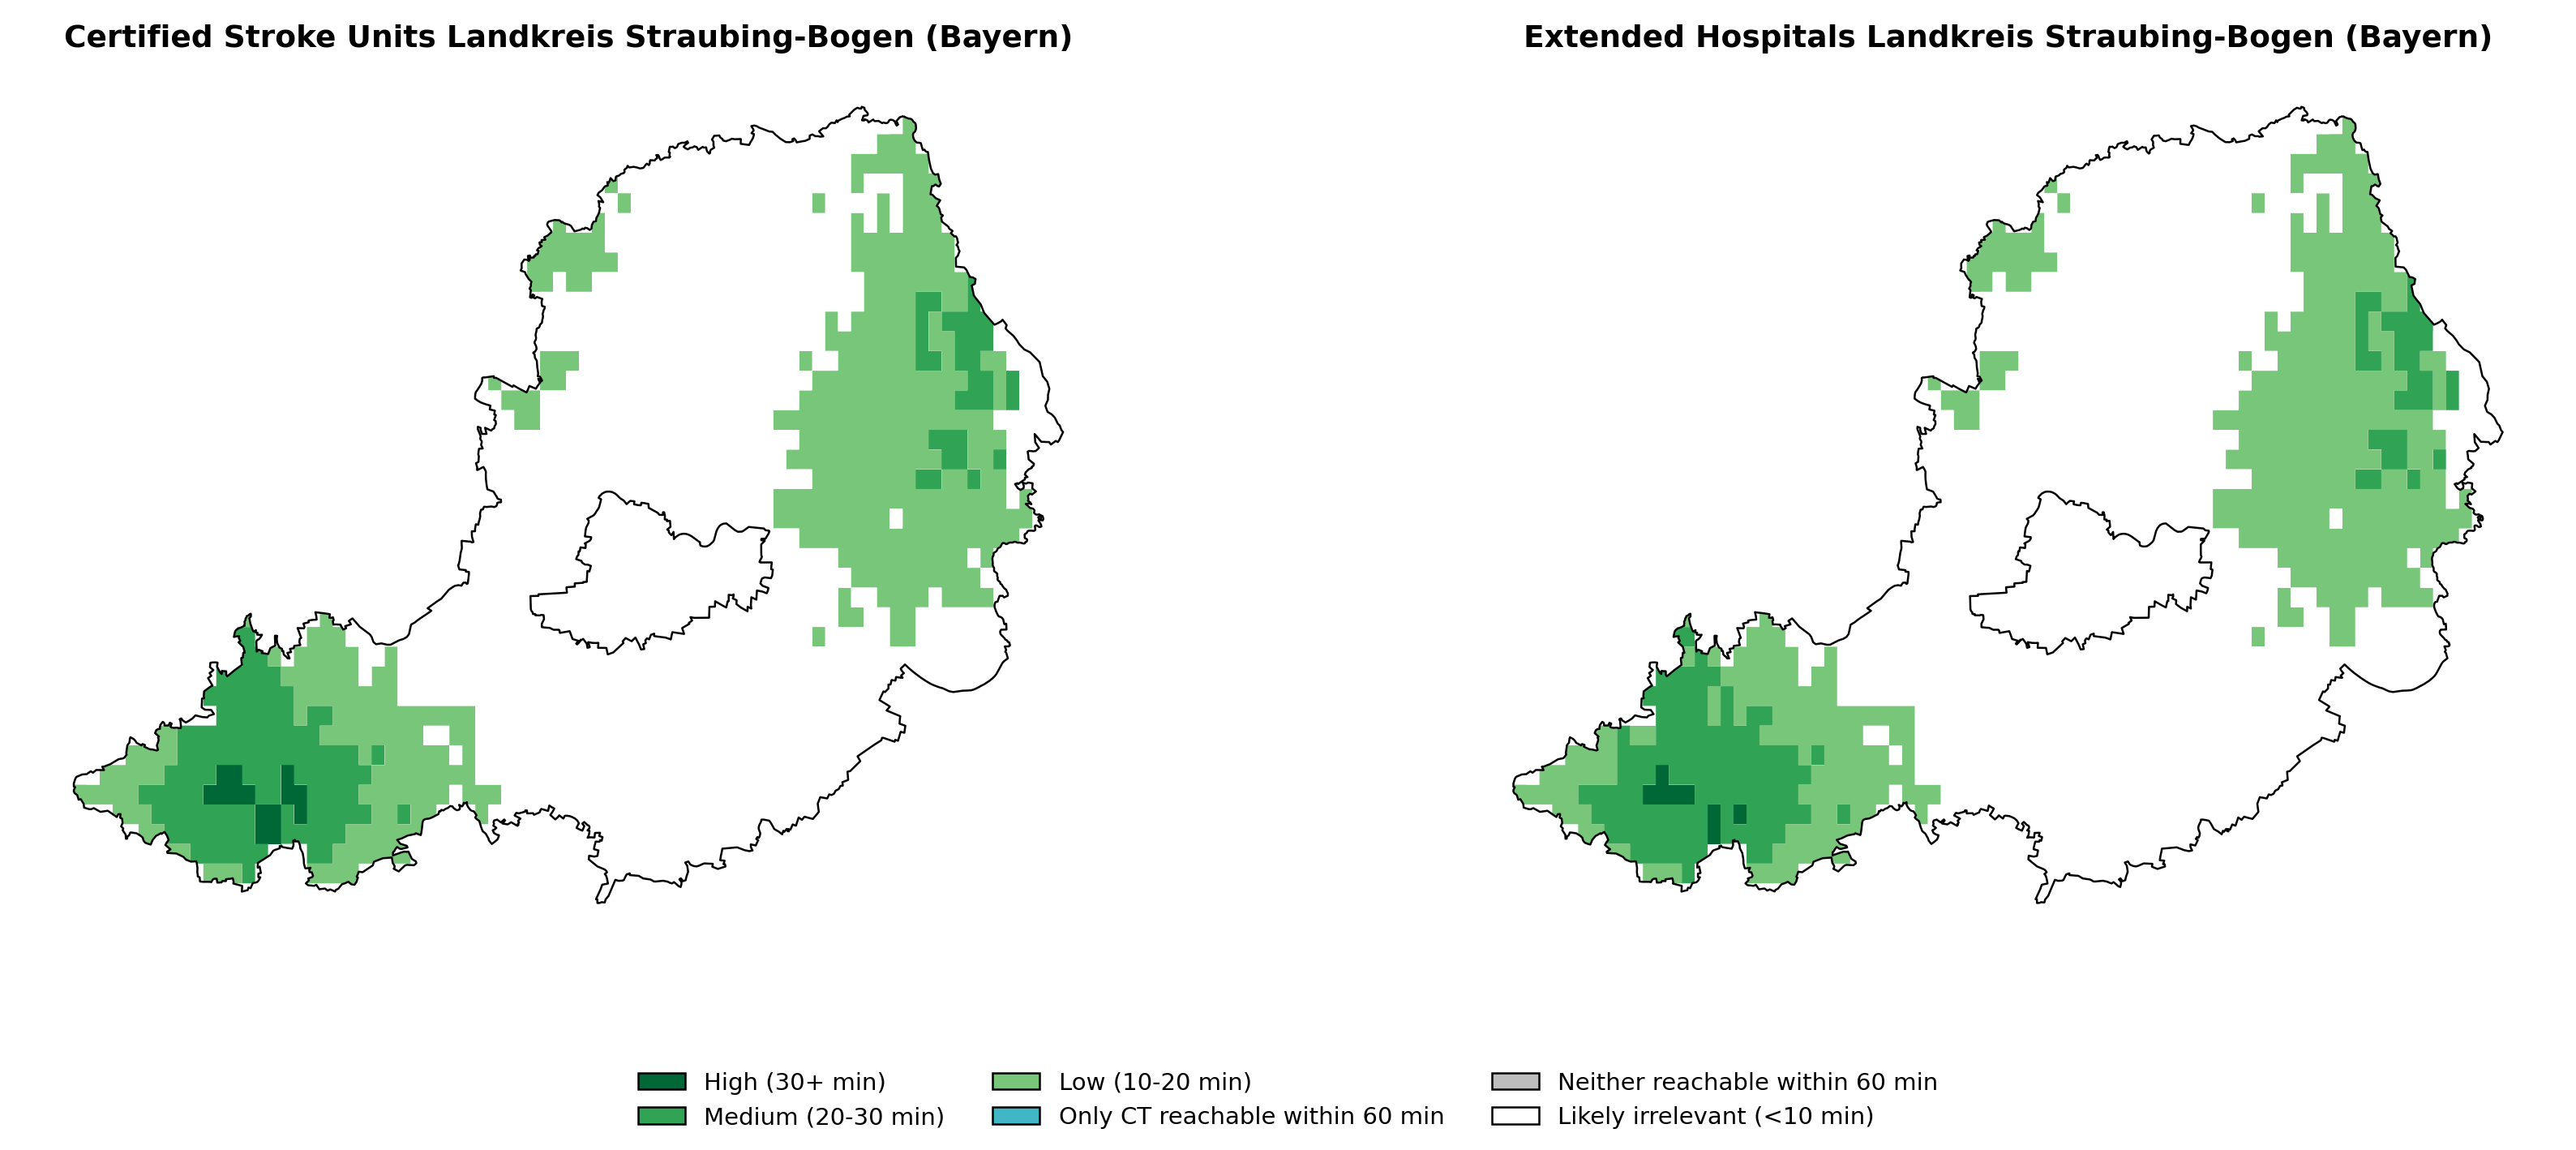 Certified Stroke Units Landkreis Straubing-Bogen (Bayern)
Extended Hospitals Landkreis Straubing-Bogen (Bayern)
High (30+ min)
Medium (20-30 min)
Low (10-20 min)
Only CT reachable within 60 min
Neither reachable within 60 min
Likely irrelevant (<10 min)